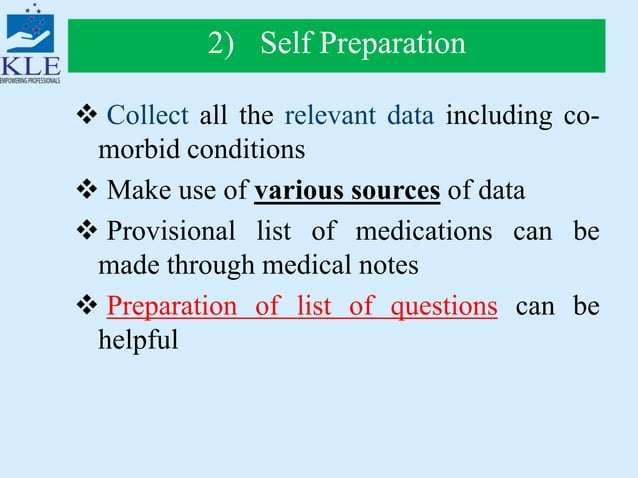 KLE
EMPOWERING PROFESSIONALS
2) Self Preparation
❖ Collect all the relevant data including co-
morbid conditions
❖ Make use of various sources of data
❖ Provisional list of medications can be
made through medical notes
❖ Preparation of list of questions can be
helpful